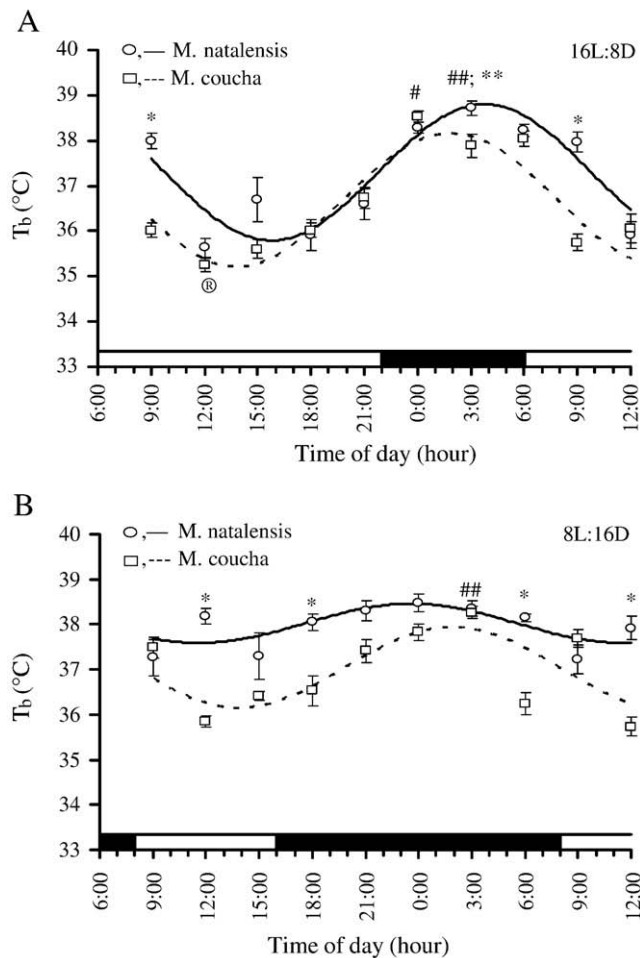 A
M. natalensis
M. coucha
16L:8D
# ##; **
* *
®
Tb (°C)
40
39
38
37
36
35
34
33
6:00 9:00 12:00 15:00 18:00 21:00 0:00 3:00 6:00 9:00 12:00
Time of day (hour)
B
M. natalensis
M. coucha
8L:16D
* * ## * *
Tb (°C)
40
39
38
37
36
35
34
33
6:00 9:00 12:00 15:00 18:00 21:00 0:00 3:00 6:00 9:00 12:00
Time of day (hour)